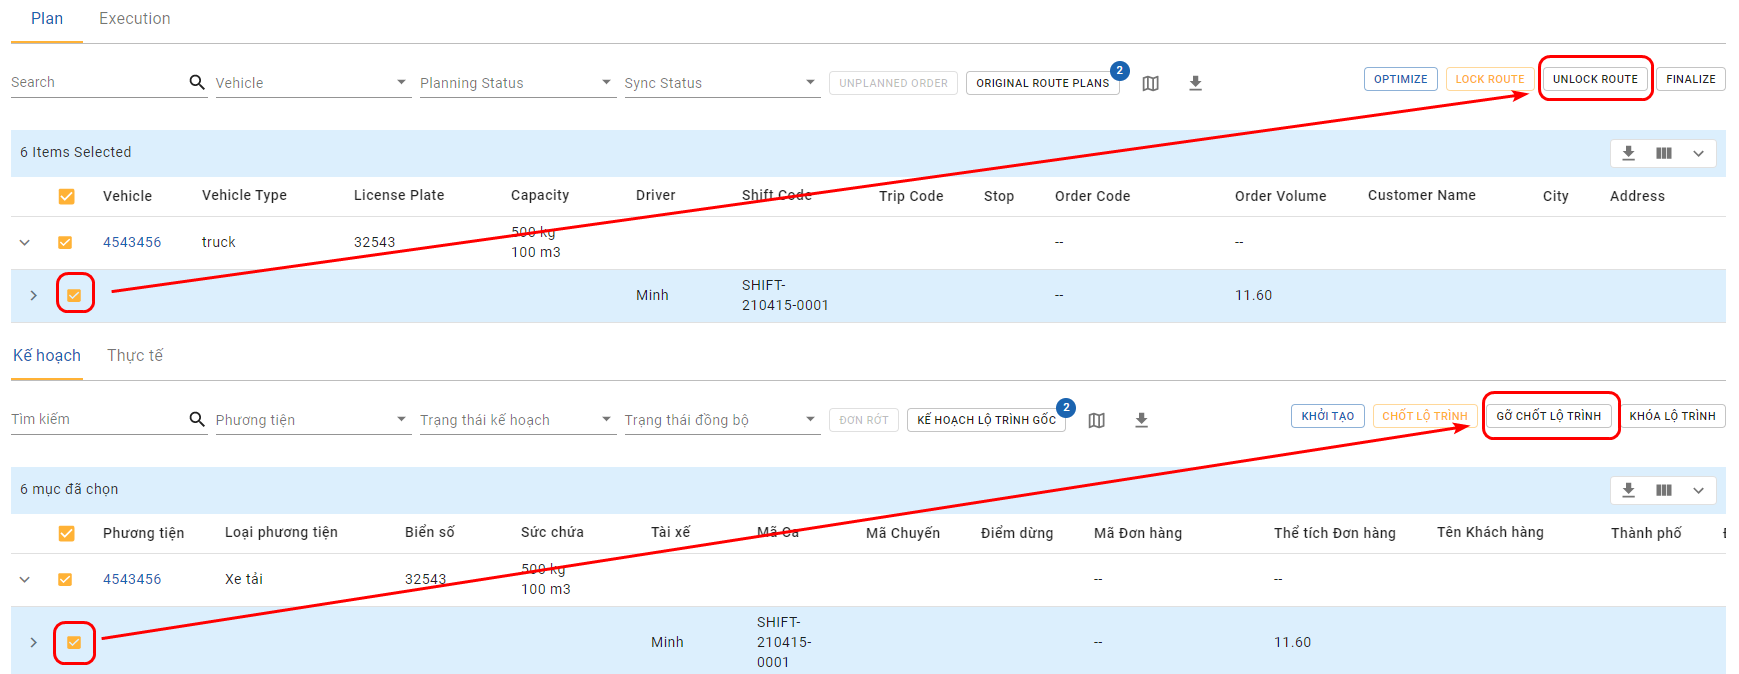 Plan Execution
Search Vehicle Planning Status Sync Status UNPLANNED ORDER ORIGINAL ROUTE PLANS 2 OPTIMIZE LOCK ROUTE UNLOCK ROUTE FINALIZE
6 Items Selected
Vehicle Vehicle Type License Plate Capacity Driver Shift Code Trip Code Stop Order Code Order Volume Customer Name City Address
4543456 truck 32543 500 kg -- --
100 m3
Minh SHIFT- -- 11.60
210415-0001
Kế hoạch Thực tế
Tìm kiếm Phương tiện Trạng thái kế hoạch Trạng thái đồng bộ ĐƠN RỚT KẾ HOẠCH LỘ TRÌNH GỐC 2 KHỞI TẠO CHỐT LỘ TRÌNH GỠ CHỐT LỘ TRÌNH KHÓA LỘ TRÌNH
6 mục đã chọn
Phương tiện Loại phương tiện Biển số Sức chứa Tài xế Mã Ca Mã Chuyến Điểm dừng Mã Đơn hàng Thể tích Đơn hàng Tên Khách hàng Thành phố
4543456 Xe tải 32543 500 kg -- --
100 m3
Minh SHIFT- -- 11.60
210415-
0001